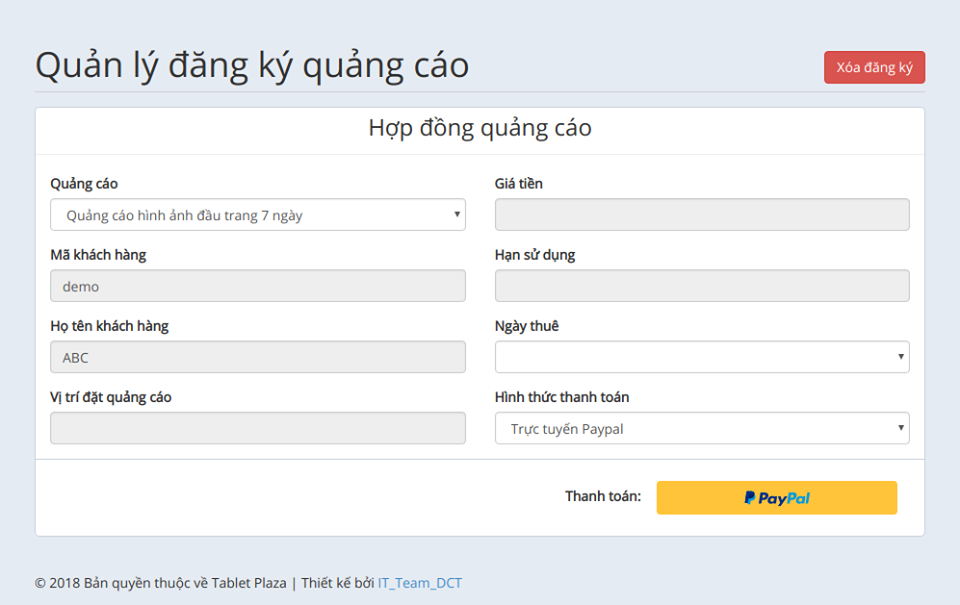 Quản lý đăng ký quảng cáo
Xóa đăng ký
Hợp đồng quảng cáo
Quảng cáo
Giá tiền
Quảng cáo hình ảnh đầu trang 7 ngày
Mã khách hàng
Hạn sử dụng
demo
Họ tên khách hàng
Ngày thuê
ABC
Vị trí đặt quảng cáo
Hình thức thanh toán
Trực tuyến Paypal
Thanh toán:
PayPal
© 2018 Bản quyền thuộc về Tablet Plaza | Thiết kế bởi IT_Team_DCT